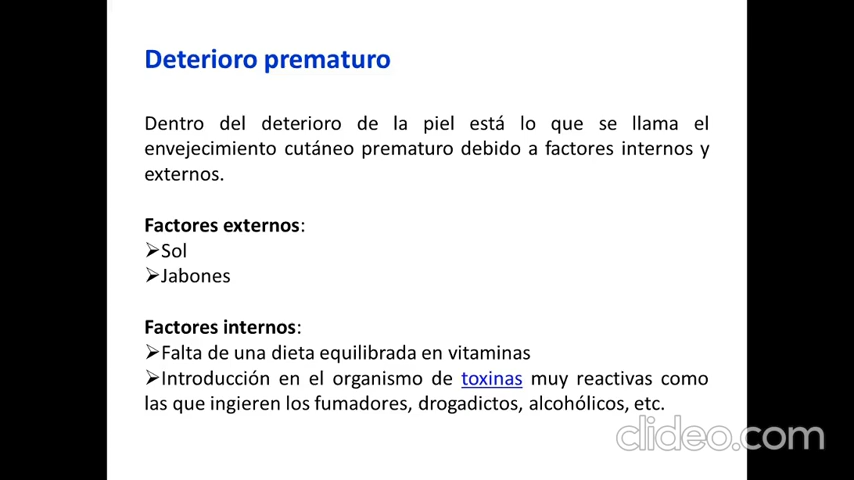 Deterioro prematuro
Dentro del deterioro de la piel está lo que se llama el
envejecimiento cutáneo prematuro debido a factores internos y
externos.
Factores externos:
➢Sol
➢Jabones
Factores internos:
➢Falta de una dieta equilibrada en vitaminas
➢Introducción en el organismo de toxinas muy reactivas como
las que ingieren los fumadores, drogadictos, alcohólicos, etc.
clideo.com